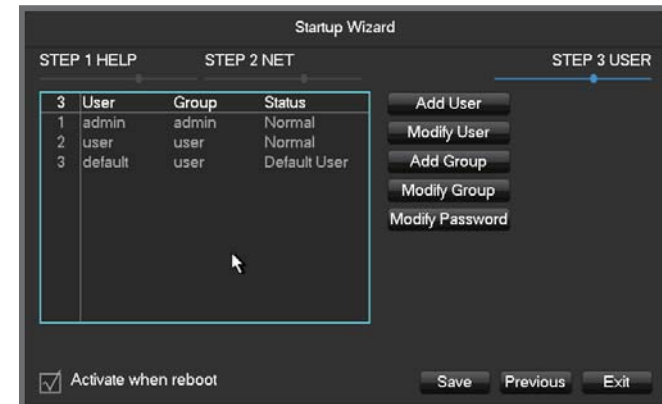 Startup Wizard
STEP 1 HELP STEP 2 NET STEP 3 USER
3 User Group Status
1 admin admin Normal
2 user user Normal
3 default user Default User
Add User
Modify User
Add Group
Modify Group
Modify Password
Activate when reboot
Save Previous Exit